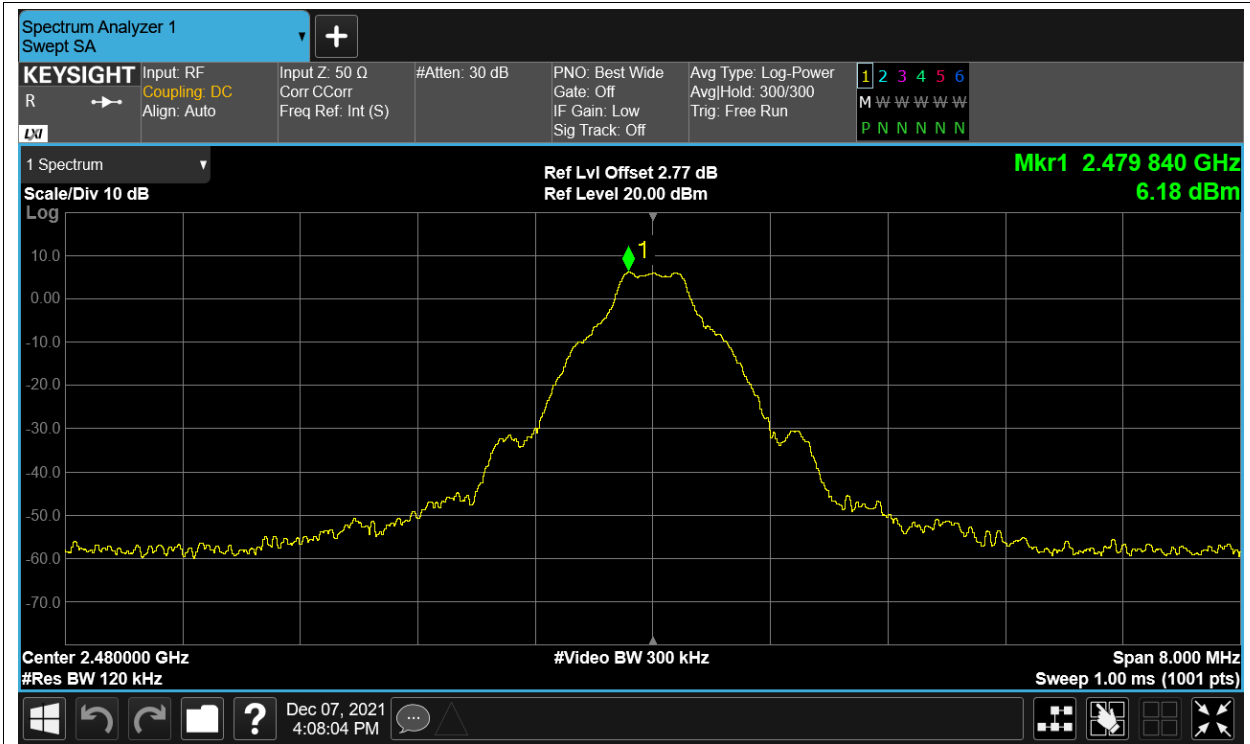 Spectrum Analyzer 1
Swept SA
KEYSIGHT
R
LXI
Input: RF
Coupling: DC
Align: Auto
Input Z: 50 Ω
Corr CCorr
Freq Ref: Int (S)
#Atten: 30 dB
PNO: Best Wide
Gate: Off
IF Gain: Low
Sig Track: Off
Avg Type: Log-Power
Avg|Hold: 300/300
Trig: Free Run
1 2 3 4 5 6
M W W W W W
P N N N N N
1 Spectrum
Scale/Div 10 dB
Log
Ref Lvl Offset 2.77 dB
Ref Level 20.00 dBm
Mkr1 2.479 840 GHz
6.18 dBm
1
10.0
0.00
-10.0
-20.0
-30.0
-40.0
-50.0
-60.0
-70.0
Center 2.480000 GHz
#Video BW 300 kHz
Span 8.000 MHz
#Res BW 120 kHz
Sweep 1.00 ms (1001 pts)
?
Dec 07, 2021
4:08:04 PM